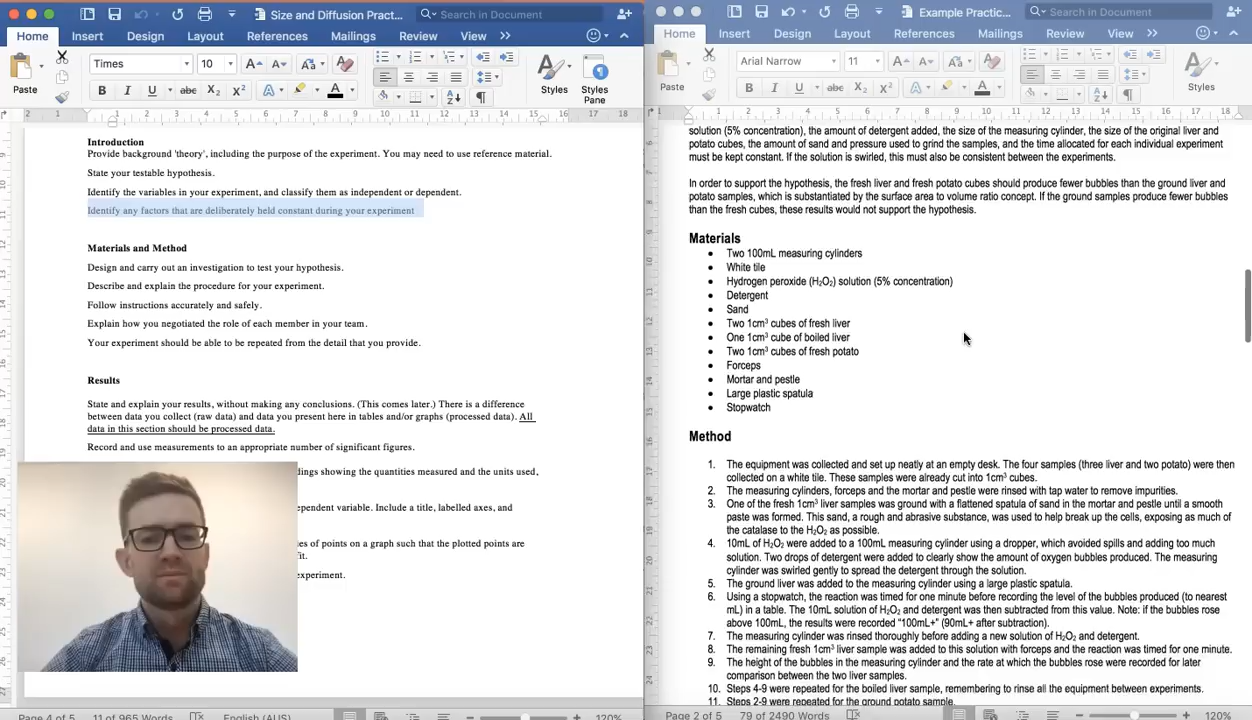 Size and Diffusion Pract...
Search in Document
Home Insert Design Layout References Mailings Review View
Paste
Times
10
Styles
Styles Pane
Introduction
Provide background 'theory', including the purpose of the experiment. You may need to use reference material.
State your testable hypothesis.
Identify the variables in your experiment, and classify them as independent or dependent.
Identify any factors that are deliberately held constant during your experiment
Materials and Method
Design and carry out an investigation to test your hypothesis.
Describe and explain the procedure for your experiment.
Follow instructions accurately and safely.
Explain how you negotiated the role of each member in your team.
Your experiment should be able to be repeated from the detail that you provide.
Results
State and explain your results, without making any conclusions. (This comes later.) There is a difference
between data you collect (raw data) and data you present here in tables and/or graphs (processed data). All
data in this section should be processed data.
Record and use measurements to an appropriate number of significant figures.
dings showing the quantities measured and the units used,
ependent variable. Include a title, labelled axes, and
es of points on a graph such that the plotted points are
fit.
experiment.
Page 4 of 5 11 of 965 Words English (AUS) 120%
Example Practic...
Search in Document
Home Insert Design Layout References Mailings Review View
Paste
Arial Narrow
11
Styles
solution (5% concentration), the amount of detergent added, the size of the measuring cylinder, the size of the original liver and
potato cubes, the amount of sand and pressure used to grind the samples, and the time allocated for each individual experiment
must be kept constant. If the solution is swirled, this must also be consistent between the experiments.
In order to support the hypothesis, the fresh liver and fresh potato cubes should produce fewer bubbles than the ground liver and
potato samples, which is substantiated by the surface area to volume ratio concept. If the ground samples produce fewer bubbles
than the fresh cubes, these results would not support the hypothesis.
Materials
• Two 100mL measuring cylinders
• White tile
• Hydrogen peroxide (H₂O₂) solution (5% concentration)
• Detergent
• Sand
• Two 1cm³ cubes of fresh liver
• One 1cm³ cube of boiled liver
• Two 1cm³ cubes of fresh potato
• Forceps
• Mortar and pestle
• Large plastic spatula
• Stopwatch
Method
1. The equipment was collected and set up neatly at an empty desk. The four samples (three liver and two potato) were then
collected on a white tile. These samples were already cut into 1cm³ cubes.
2. The measuring cylinders, forceps and the mortar and pestle were rinsed with tap water to remove impurities.
3. One of the fresh 1cm³ liver samples was ground with a flattened spatula of sand in the mortar and pestle until a smooth
paste was formed. This sand, a rough and abrasive substance, was used to help break up the cells, exposing as much of
the catalase to the H₂O₂ as possible.
4. 10mL of H₂O₂ were added to a 100mL measuring cylinder using a dropper, which avoided spills and adding too much
solution. Two drops of detergent were added to clearly show the amount of oxygen bubbles produced. The measuring
cylinder was swirled gently to spread the detergent through the solution.
5. The ground liver was added to the measuring cylinder using a large plastic spatula.
6. Using a stopwatch, the reaction was timed for one minute before recording the level of the bubbles produced (to nearest
mL) in a table. The 10mL solution of H₂O₂ and detergent was then subtracted from this value. Note: if the bubbles rose
above 100mL, the results were recorded "100mL+" (90mL+ after subtraction).
7. The measuring cylinder was rinsed thoroughly before adding a new solution of H₂O₂ and detergent.
8. The remaining fresh 1cm³ liver sample was added to this solution with forceps and the reaction was timed for one minute.
9. The height of the bubbles in the measuring cylinder and the rate at which the bubbles rose were recorded for later
comparison between the two liver samples.
10. Steps 4-9 were repeated for the boiled liver sample, remembering to rinse all the equipment between experiments.
11. Steps 2-9 were repeated for the ground potato sample.
Page 2 of 5 79 of 2490 Words 120%